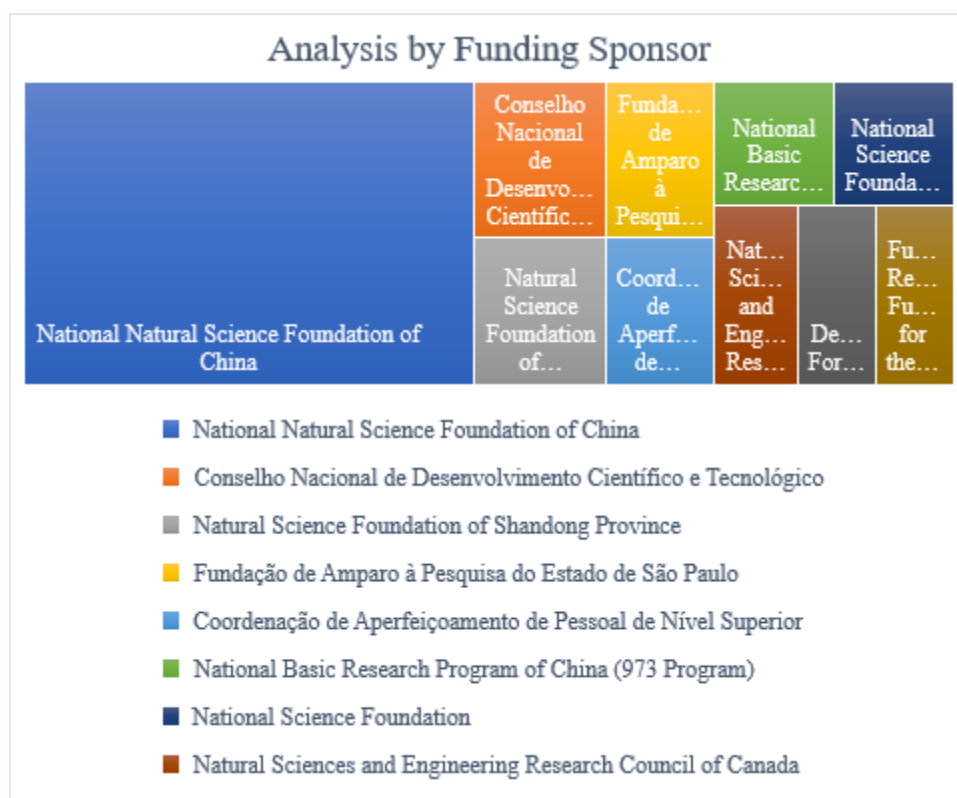 Analysis by Funding Sponsor
National Natural Science Foundation of
China
Conselho
Nacional
de
Desenvo...
Científic...
Natural
Science
Foundation
of...
Funda...
de
Amparo
à
Pesqui...
Coord...
de
Aperf...
de...
National
Basic
Researc...
National
Science
Founda...
Nat...
Sci...
and
Eng...
Res...
De...
For...
Fu...
Re...
Fu...
for
the...
National Natural Science Foundation of China
Conselho Nacional de Desenvolvimento Científico e Tecnológico
Natural Science Foundation of Shandong Province
Fundação de Amparo à Pesquisa do Estado de São Paulo
Coordenação de Aperfeiçoamento de Pessoal de Nível Superior
National Basic Research Program of China (973 Program)
National Science Foundation
Natural Sciences and Engineering Research Council of Canada